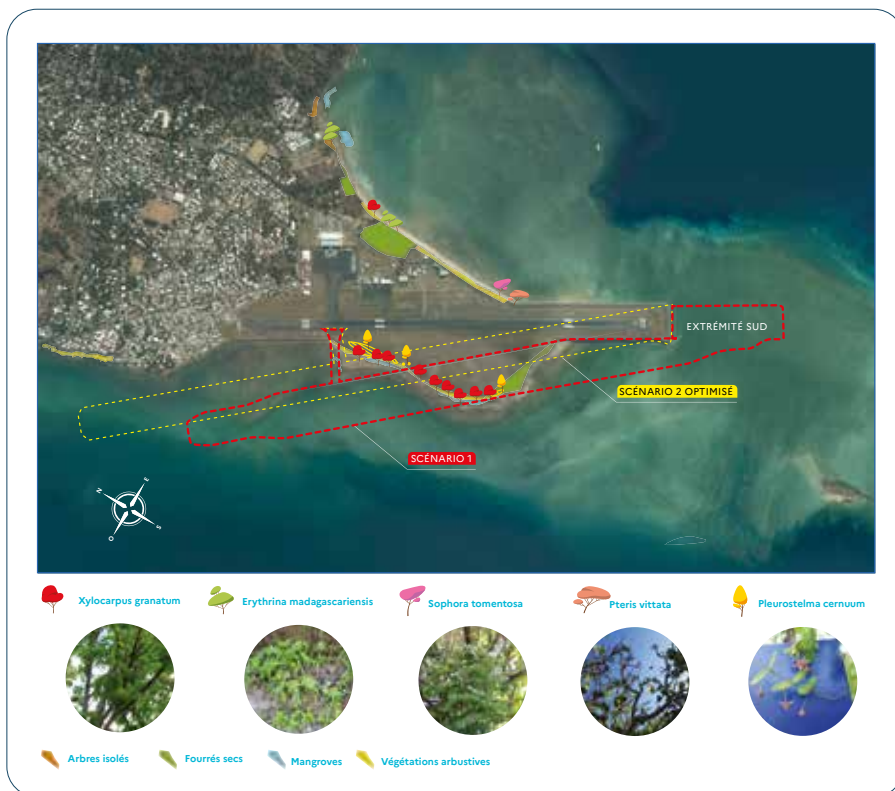 EXTRÉMITÉ SUD
SCÉNARIO 2 OPTIMISÉ
SCÉNARIO 1
N
E
O
S
Xylocarpus granatum
Erythrina madagascariensis
Sophora tomentosa
Pteris vittata
Pleurostelma cernuum
Arbres isolés
Fourrés secs
Mangroves
Végétations arbustives